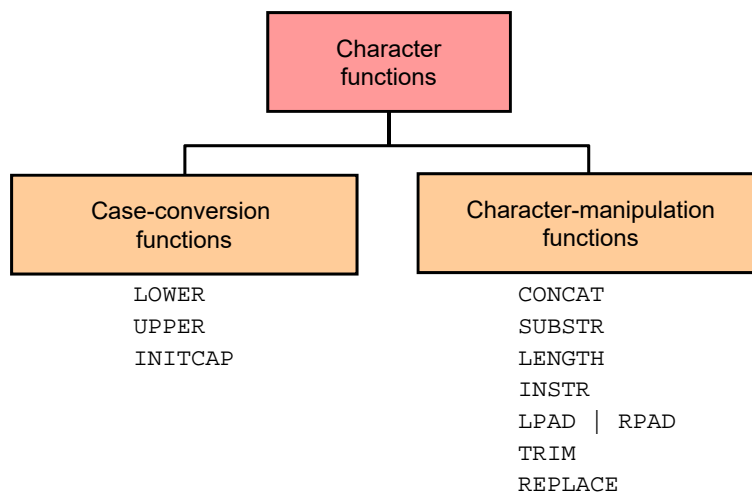 Character
functions
Case-conversion
functions
Character-manipulation
functions
LOWER
UPPER
INITCAP
CONCAT
SUBSTR
LENGTH
INSTR
LPAD | RPAD
TRIM
REPLACE